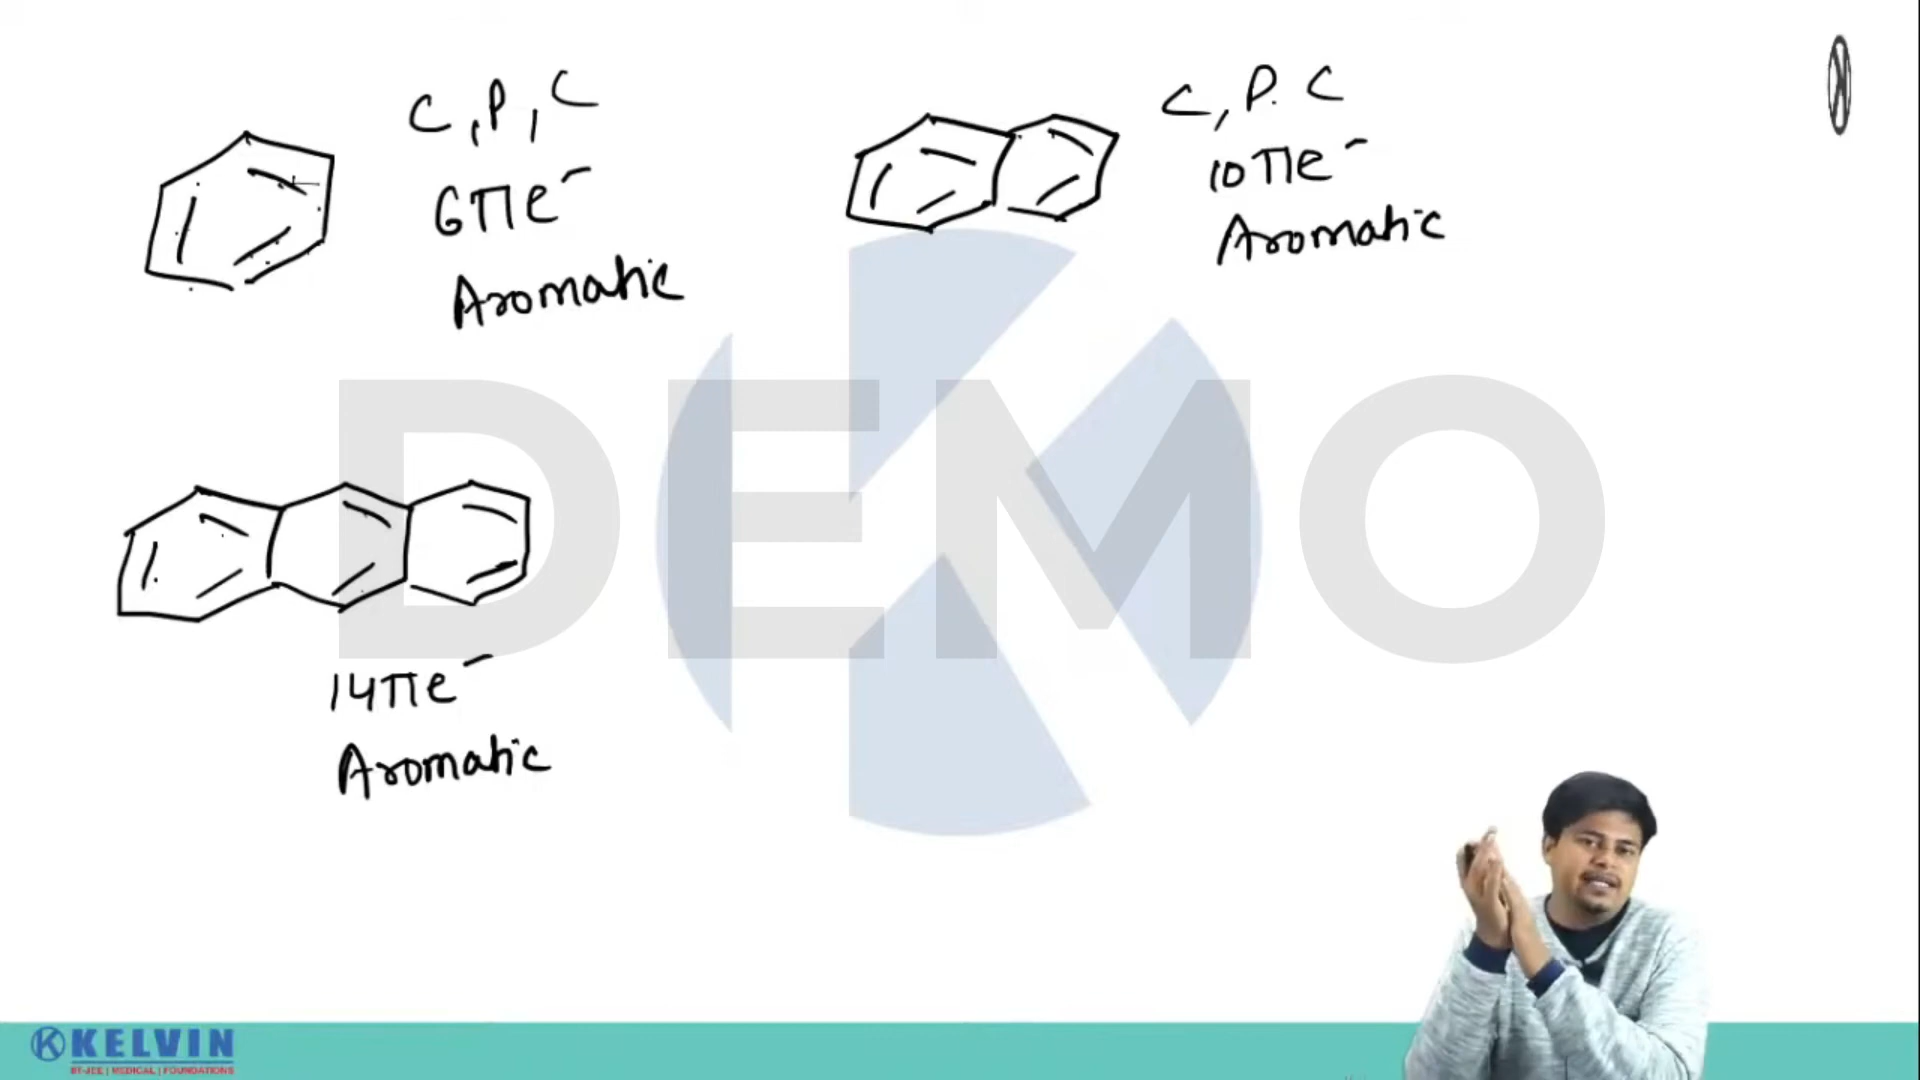 C, P, C
6πe⁻
Aromatic
C, P. C
10πe⁻
Aromatic
DEMO
14πe⁻
Aromatic
KELVIN
IIT-JEE | MEDICAL | FOUNDATIONS